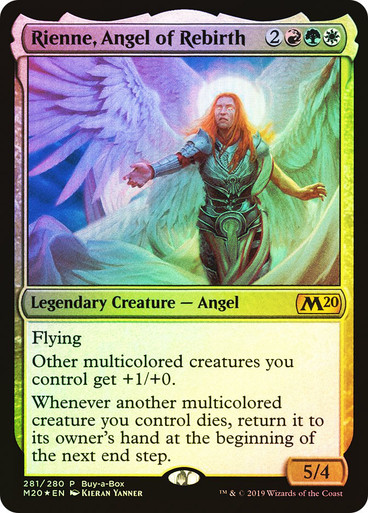 Rienne, Angel of Rebirth 2
Legendary Creature — Angel M20
Flying
Other multicolored creatures you
control get +1/+0.
Whenever another multicolored
creature you control dies, return it to
its owner's hand at the beginning of
the next end step.
5/4
281/280 P Buy-a-Box
M20★EN Kieran Yanner
™ & © 2019 Wizards of the Coast